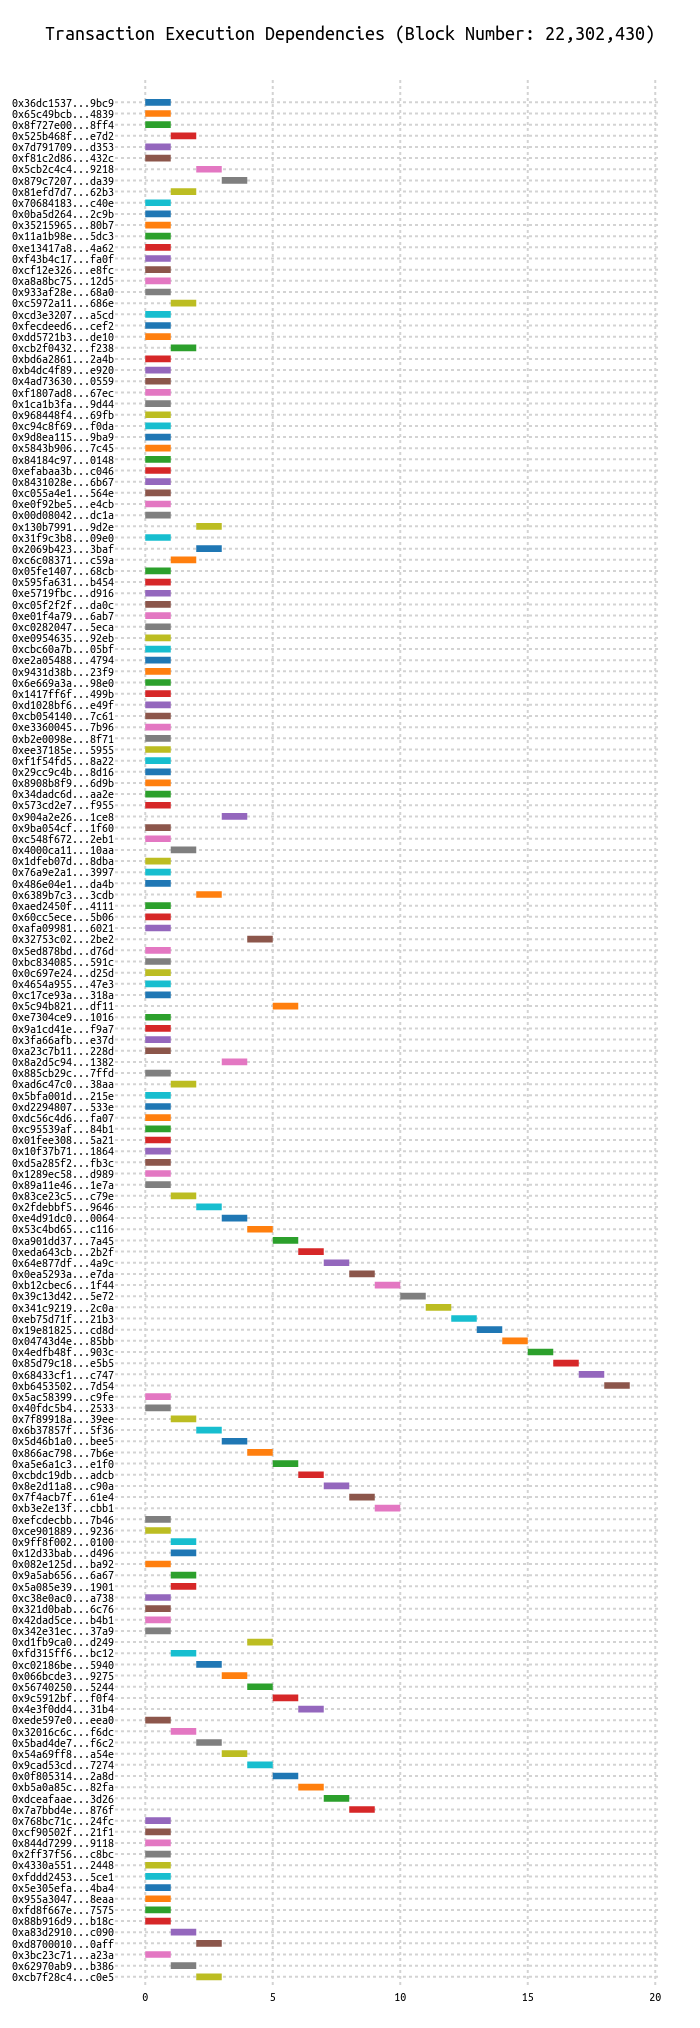 Transaction Execution Dependencies (Block Number: 22,302,430)
0x36dc1537...9bc9
0x65c49bcb...4839
0x8f727e00...8ff4
0x525b468f...e7d2
0x7d791709...d353
0xf81c2d86...432c
0x5cb2c4c4...9218
0x879c7207...da39
0x81efd7d7...62b3
0x70684183...c40e
0x0ba5d264...2c9b
0x35215965...80b7
0x11a1b98e...5dc3
0xe13417a8...4a62
0xf43b4c17...fa0f
0xcf12e326...e8fc
0xa8a8bc75...12d5
0x933af28e...68a0
0xc5972a11...686e
0xcd3e3207...a5cd
0xfecdeed6...cef2
0xdd5721b3...de10
0xcb2f0432...f238
0xbd6a2861...2a4b
0xb4dc4f89...e920
0x4ad73630...0559
0xf1807ad8...67ec
0x1ca1b3fa...9d44
0x968448f4...69fb
0xc94c8f69...f0da
0x9d8ea115...9ba9
0x5843b906...7c45
0x84184c97...0148
0xefabaa3b...c046
0x8431028e...6b67
0xc055a4e1...564e
0xe0f92be5...e4cb
0x00d08042...dc1a
0x130b7991...9d2e
0x31f9c3b8...09e0
0x2069b423...3baf
0xc6c08371...c59a
0x05fe1407...68cb
0x595fa631...b454
0xe5719fbc...d916
0xc05f2f2f...da0c
0xe01f4a79...6ab7
0xc0282047...5eca
0xe0954635...92eb
0xcbc60a7b...05bf
0xe2a05488...4794
0x9431d38b...23f9
0x6e669a3a...98e0
0x1417ff6f...499b
0xd1028bf6...e49f
0xcb054140...7c61
0xe3360045...7b96
0xb2e0098e...8f71
0xee37185e...5955
0xf1f54fd5...8a22
0x29cc9c4b...8d16
0x8908b8f9...6d9b
0x34dadc6d...aa2e
0x573cd2e7...f955
0x904a2e26...1ce8
0x9ba054cf...1f60
0xc548f672...2eb1
0x4000ca11...10aa
0x1dfeb07d...8dba
0x76a9e2a1...3997
0x486e04e1...da4b
0x6389b7c3...3cdb
0xaed2450f...4111
0x60cc5ece...5b06
0xafa09981...6021
0x32753c02...2be2
0x5ed878bd...d76d
0xbc834085...591c
0x0c697e24...d25d
0x4654a955...47e3
0xc17ce93a...318a
0x5c94b821...df11
0xe7304ce9...1016
0x9a1cd41e...f9a7
0x3fa66afb...e37d
0xa23c7b11...228d
0x8a2d5c94...1382
0x885cb29c...7ffd
0xad6c47c0...38aa
0x5bfa001d...215e
0xd2294807...533e
0xdc56c4d6...fa07
0xc95539af...84b1
0x01fee308...5a21
0x10f37b71...1864
0xd5a285f2...fb3c
0x1289ec58...d989
0x89a11e46...1e7a
0x83ce23c5...c79e
0x2fdebbf5...9646
0xe4d91dc0...0064
0x53c4bd65...c116
0xa901dd37...7a45
0xeda643cb...2b2f
0x64e877df...4a9c
0x0ea5293a...e7da
0xb12cbec6...1f44
0x39c13d42...5e72
0x341c9219...2c0a
0xeb75d71f...21b3
0x19e81825...cd8d
0x04743d4e...85bb
0x4edfb48f...903c
0x85d79c18...e5b5
0x68433cf1...c747
0xb6453502...7d54
0x5ac58399...c9fe
0x40fdc5b4...2533
0x7f89918a...39ee
0x6b37857f...5f36
0x5d46b1a0...bee5
0x866ac798...7b6e
0xa5e6a1c3...e1f0
0xcbdc19db...adcb
0x8e2d11a8...c90a
0x7f4acb7f...61e4
0xb3e2e13f...cbb1
0xefcdecbb...7b46
0xce901889...9236
0x9ff8f002...0100
0x12d33bab...d496
0x082e125d...ba92
0x9a5ab656...6a67
0x5a085e39...1901
0xc38e0ac0...a738
0x321d0bab...6c76
0x42dad5ce...b4b1
0x342e31ec...37a9
0xd1fb9ca0...d249
0xfd315ff6...bc12
0xc02186be...5940
0x066bcde3...9275
0x56740250...5244
0x9c5912bf...f0f4
0x4e3f0dd4...31b4
0xede597e0...eea0
0x32016c6c...f6dc
0x5bad4de7...f6c2
0x54a69ff8...a54e
0x9cad53cd...7274
0x0f805314...2a8d
0xb5a0a85c...82fa
0xdceafaae...3d26
0x7a7bbd4e...876f
0x768bc71c...24fc
0xcf90502f...21f1
0x844d7299...9118
0x2ff37f56...c8bc
0x4330a551...2448
0xfddd2453...5ce1
0x5e305efa...4ba4
0x955a3047...8eaa
0xfd8f667e...7575
0x88b916d9...b18c
0xa83d2910...c090
0xd8700010...0aff
0x3bc23c71...a23a
0x62970ab9...b386
0xcb7f28c4...c0e5
0 5 10 15 20